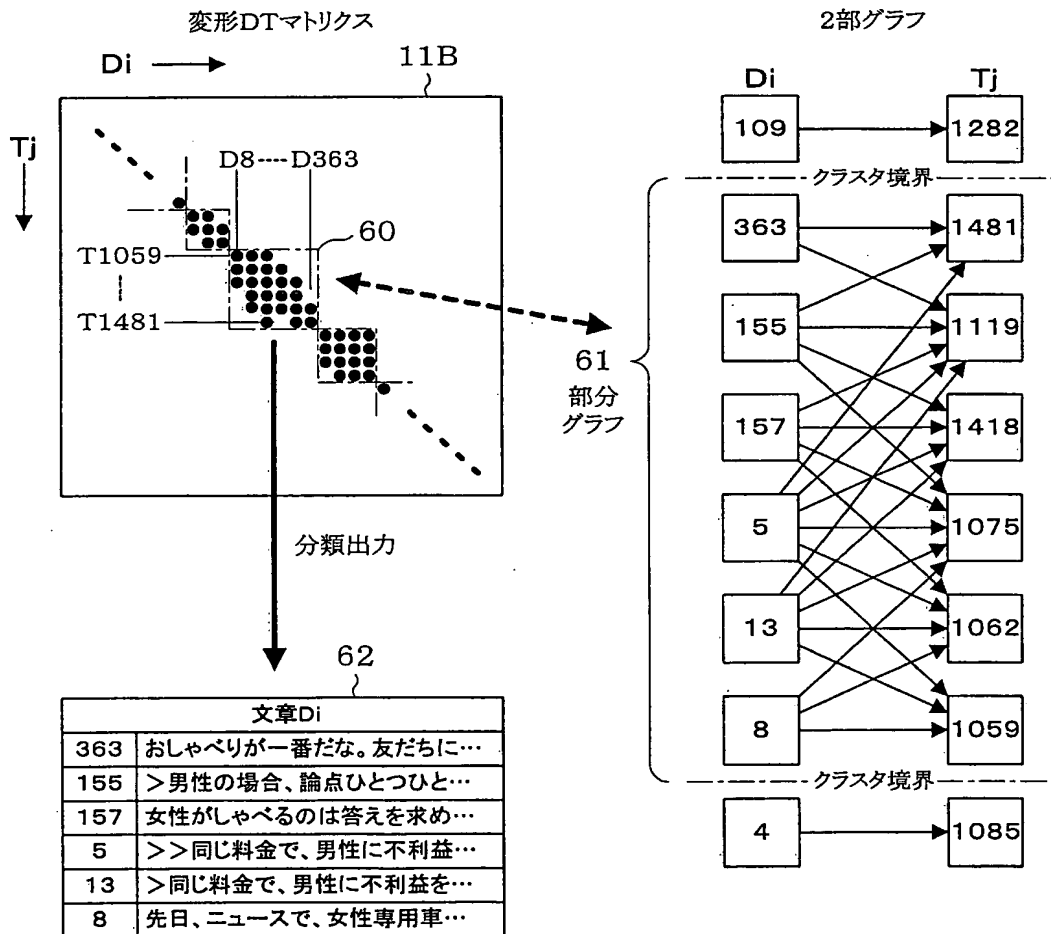 変形DTマトリクス
Di
11B
Tj
D8----D363
60
T1059
T1481
分類出力
62
文章Di
363 おしゃべりが一番だな。友だちに…
155 >男性の場合、論点ひとつひと…
157 女性がしゃべるのは答えを求め…
5 >>同じ料金で、男性に不利益…
13 >同じ料金で、男性に不利益を…
8 先日、ニュースで、女性専用車…
2部グラフ
Di Tj
109 1282
クラスタ境界
363 1481
155 1119
61
部分
グラフ
157 1418
5 1075
13 1062
8 1059
クラスタ境界
4 1085